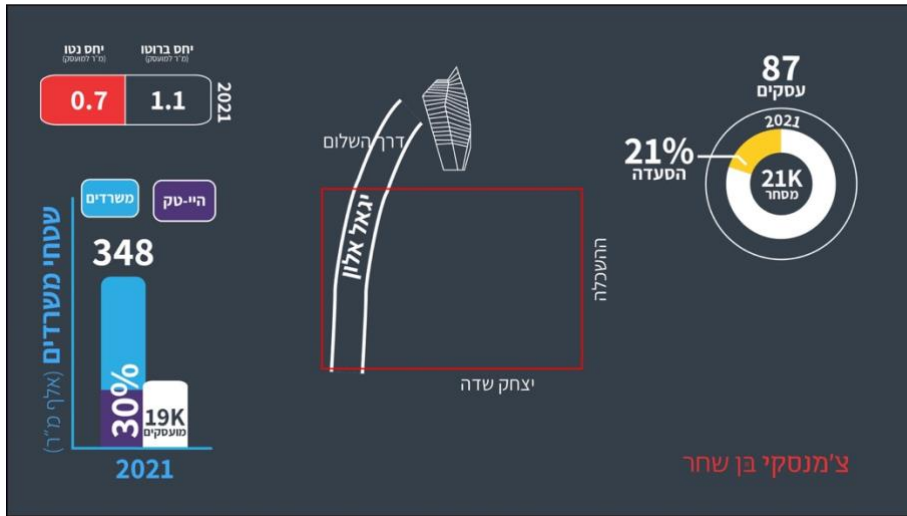 יחס ברוטו
(מ"ר למועסק)
יחס נטו
(מ"ר למועסק)
1.1
0.7
2021
דרך השלום
יגאל אלון
ההשכלה
יצחק שדה
87
עסקים
2021
21%
הסעדה
21K
מסחר
היי-טק
משרדים
שטחי משרדים (אלף מ"ר)
348
30%
19K
מועסקים
2021
צ'מנסקי בן שחר